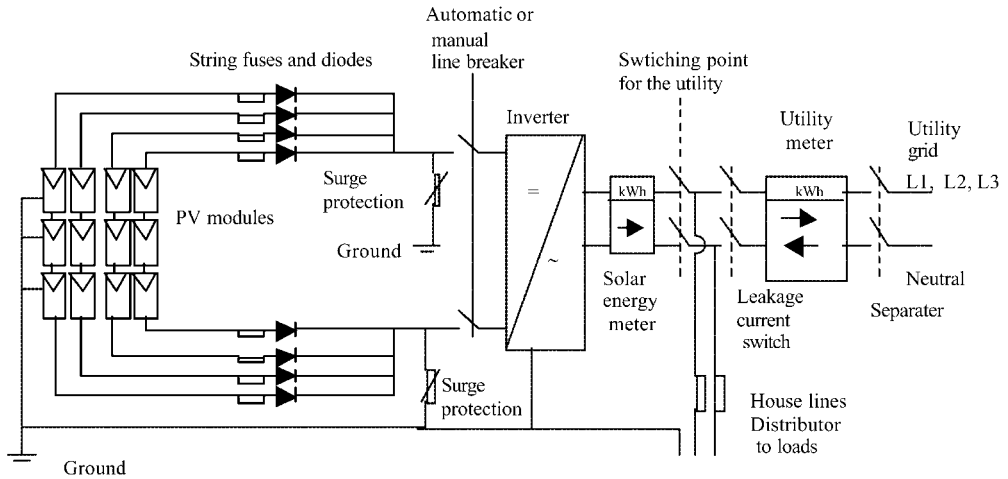 Automatic or
manual
line breaker
String fuses and diodes
Swtiching point
for the utility
Inverter
Utility
meter
Utility
grid
L1, L2, L3
kWh
kWh
Surge
protection
PV modules
=
~
Ground
Solar
energy
meter
Leakage
current
switch
Neutral
Separater
Surge
protection
House lines
Distributor
to loads
Ground